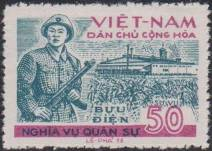 VIỆT-NAM
DÂN CHỦ CỘNG HÒA
BƯU ĐIỆN
50
NGHĨA VỤ QUÂN SỰ